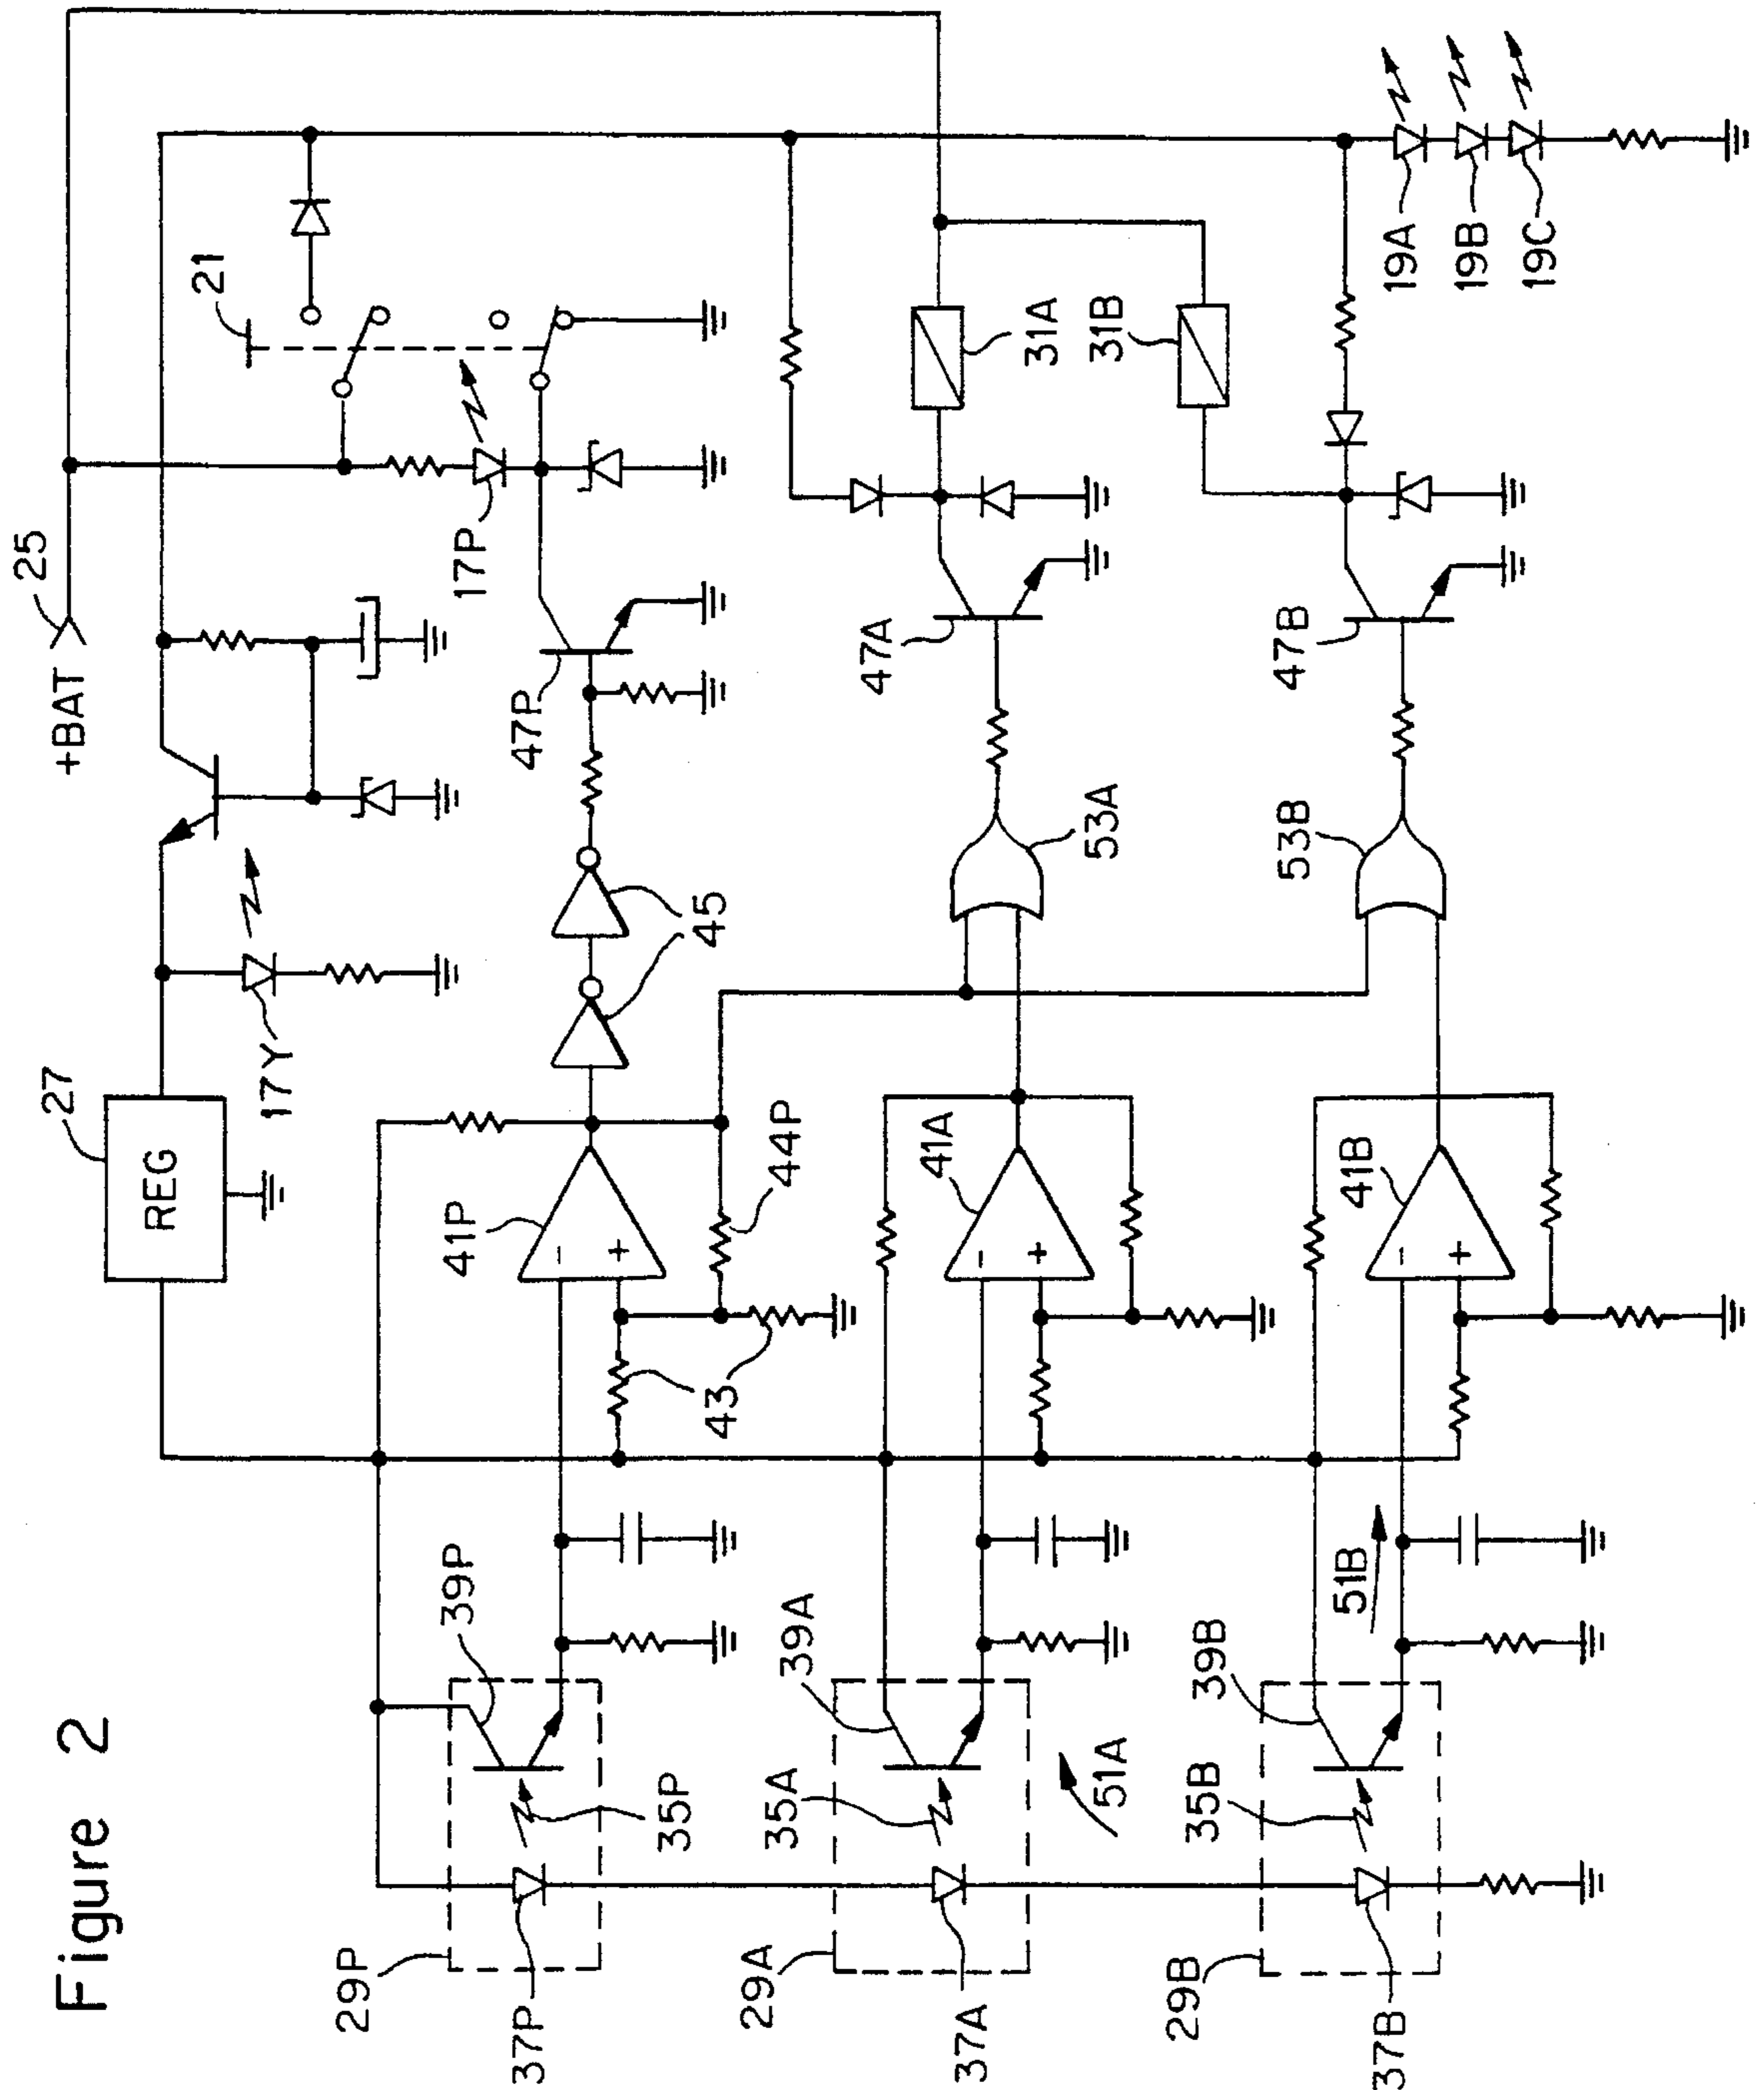 Figure 2
+BAT
25
21
27
REG
17Y
17P
47P
45
41P
44P
43
39P
35P
29P
37P
31A
31B
47A
53A
41A
39A
35A
51A
29A
37A
19A
19B
19C
47B
53B
41B
51B
39B
35B
29B
37B
-
+
-
+
-
+